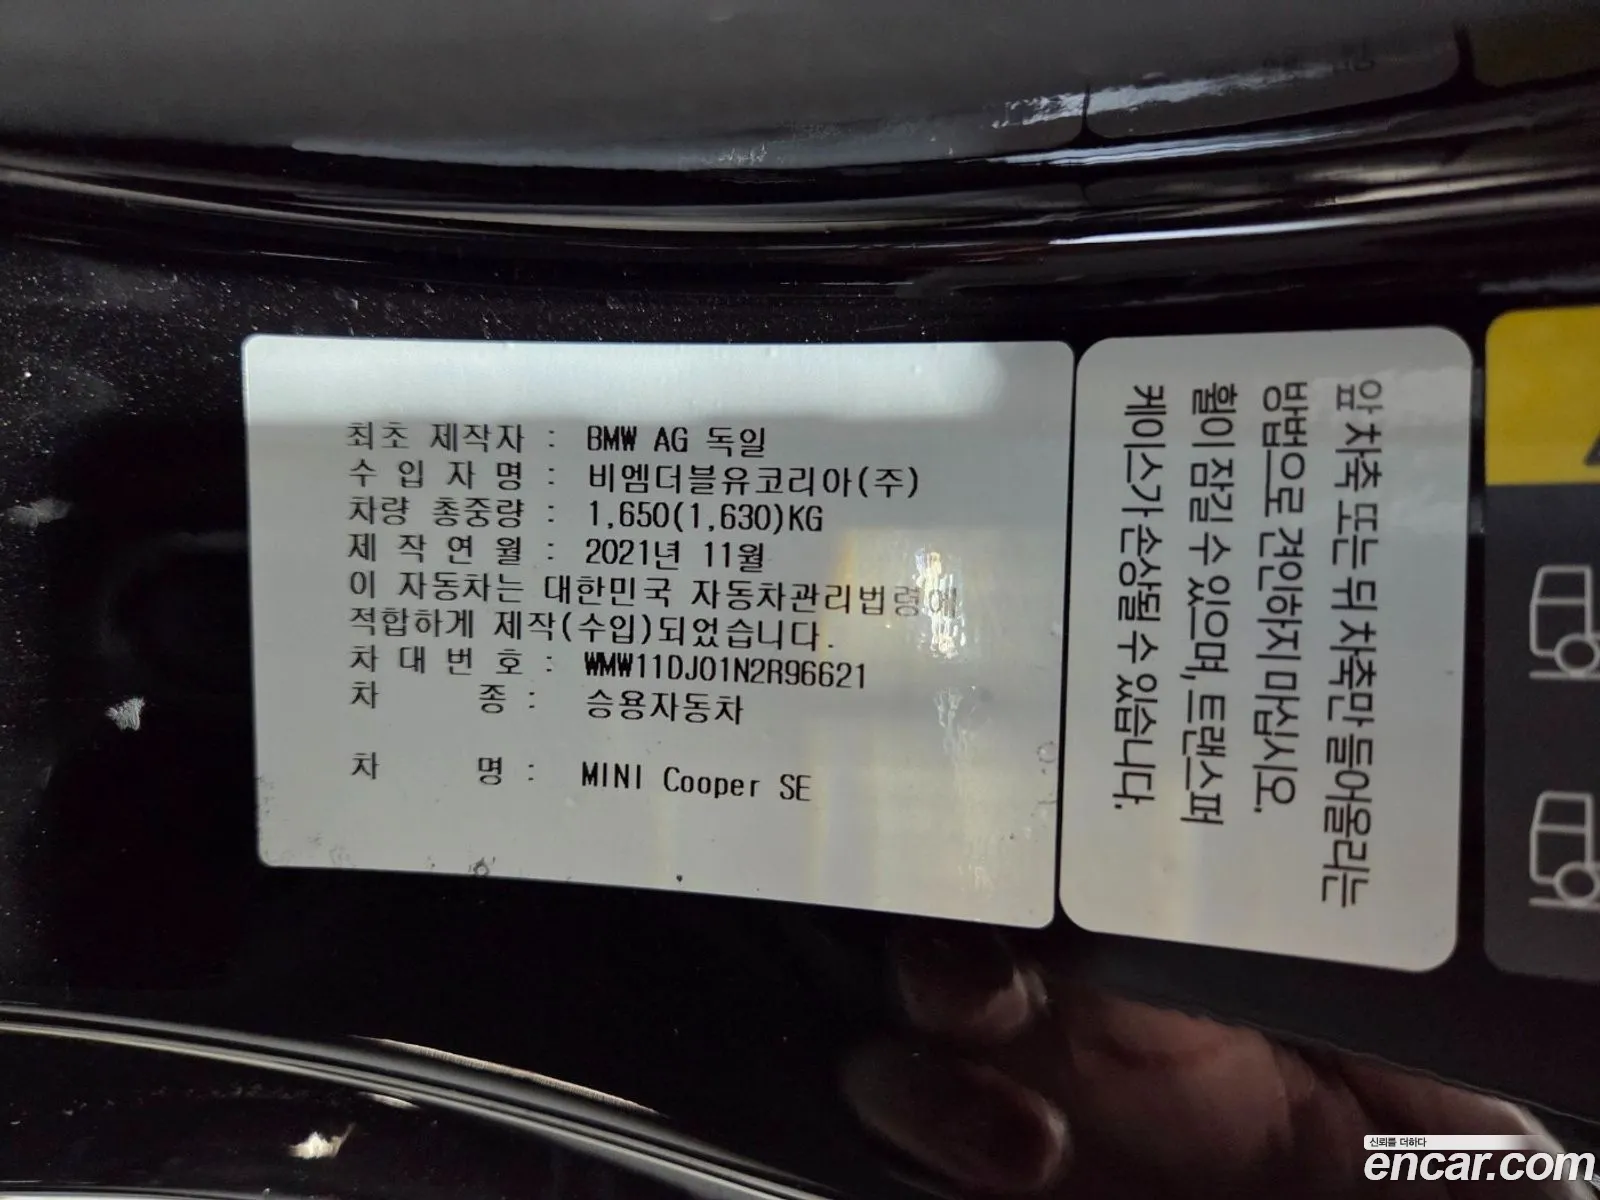 최초 제작자 : BMW AG 독일
수 입 자 명 : 비엠더블유코리아(주)
차량 총중량 : 1,650(1,630)KG
제 작 연 월 : 2021년 11월
이 자동차는 대한민국 자동차관리법령에
적합하게 제작(수입)되었습니다.
차 대 번 호 : WMW11DJ01N2R96621
차 종 : 승용자동차
차 명 : MINI Cooper SE
앞 차축 또는 뒤 차축만 들어올리는
방법으로 견인하지 마십시오.
휠이 잠길 수 있으며, 트랜스퍼
케이스가 손상될 수 있습니다.
신뢰를 더하다
encar.com